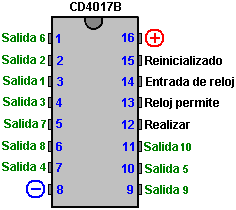 CD4017B
Salida 6 1 16 +
Salida 2 2 15 Reinicializado
Salida 1 3 14 Entrada de reloj
Salida 3 4 13 Reloj permite
Salida 7 5 12 Realizar
Salida 8 6 11 Salida 10
Salida 4 7 10 Salida 5
− 8 9 Salida 9